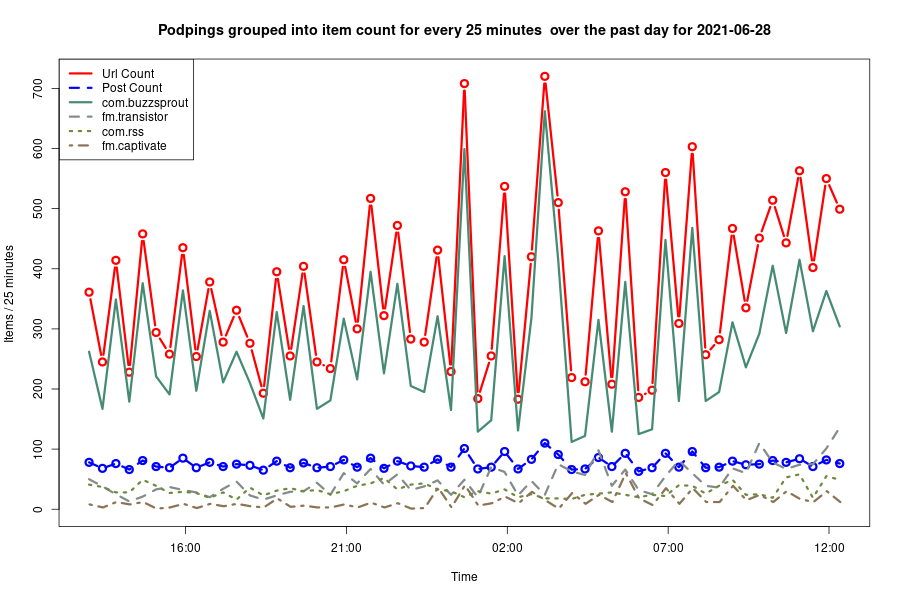 Podpings grouped into item count for every 25 minutes  over the past day for 2021-06-28
Url Count
Post Count
com.buzzsprout
fm.transistor
com.rss
fm.captivate
Items / 25 minutes
700
600
500
400
300
200
100
0
16:00
21:00
02:00
07:00
12:00
Time